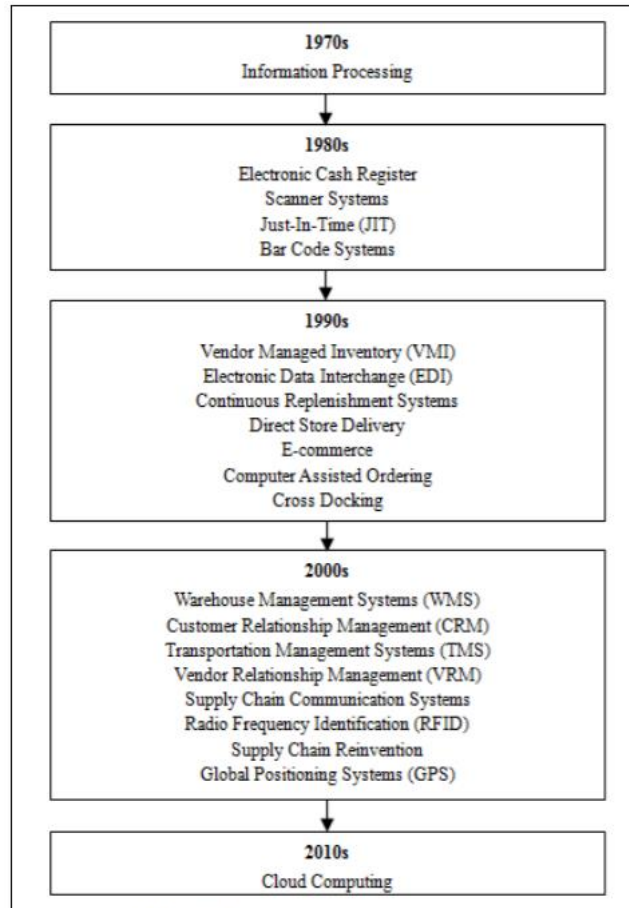 1970s
Information Processing
1980s
Electronic Cash Register
Scanner Systems
Just-In-Time (JIT)
Bar Code Systems
1990s
Vendor Managed Inventory (VMI)
Electronic Data Interchange (EDI)
Continuous Replenishment Systems
Direct Store Delivery
E-commerce
Computer Assisted Ordering
Cross Docking
2000s
Warehouse Management Systems (WMS)
Customer Relationship Management (CRM)
Transportation Management Systems (TMS)
Vendor Relationship Management (VRM)
Supply Chain Communication Systems
Radio Frequency Identification (RFID)
Supply Chain Reinvention
Global Positioning Systems (GPS)
2010s
Cloud Computing